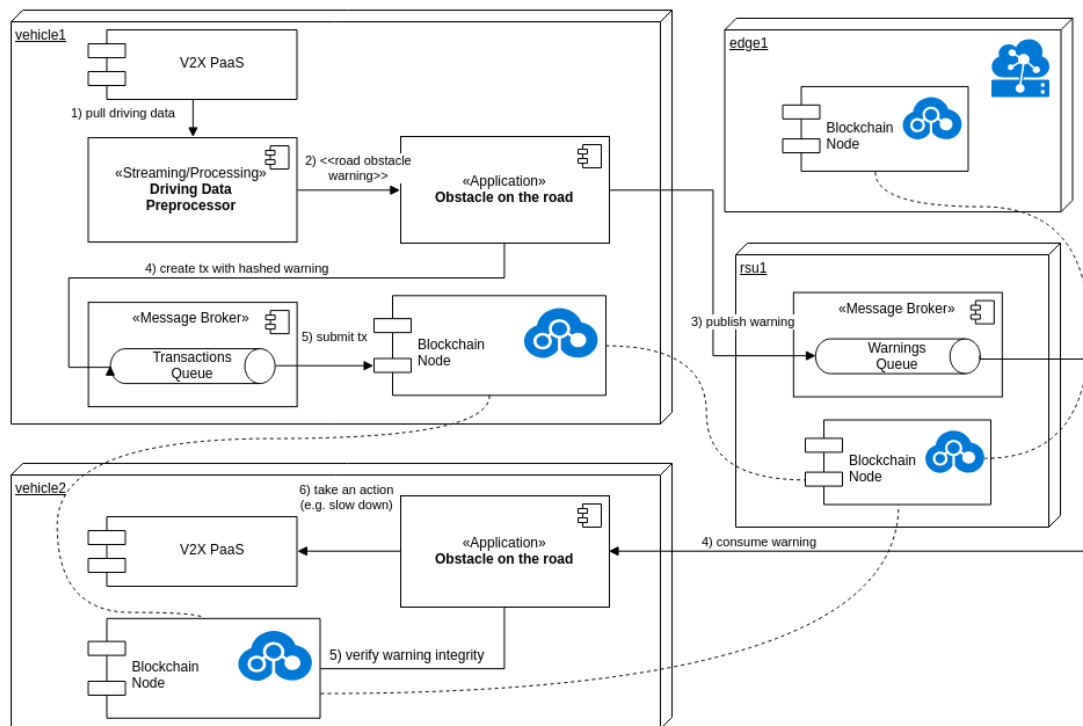 vehicle1
V2X PaaS
1) pull driving data
«Streaming/Processing»
Driving Data
Preprocessor
2) <<road obstacle
warning>>
«Application»
Obstacle on the road
4) create tx with hashed warning
«Message Broker»
Transactions
Queue
5) submit tx
Blockchain
Node
edge1
Blockchain
Node
rsu1
«Message Broker»
3) publish warning
Warnings
Queue
Blockchain
Node
vehicle2
6) take an action
(e.g. slow down)
V2X PaaS
«Application»
Obstacle on the road
4) consume warning
Blockchain
Node
5) verify warning integrity